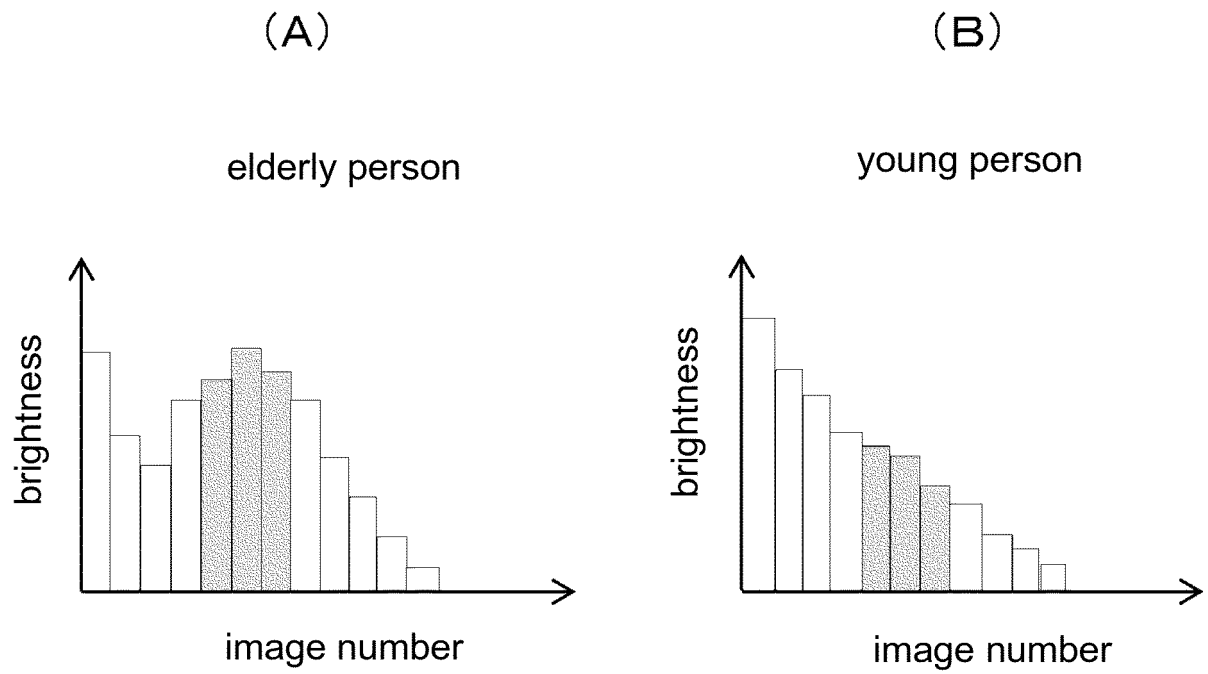 (A)
elderly person
brightness
image number
(B)
young person
brightness
image number